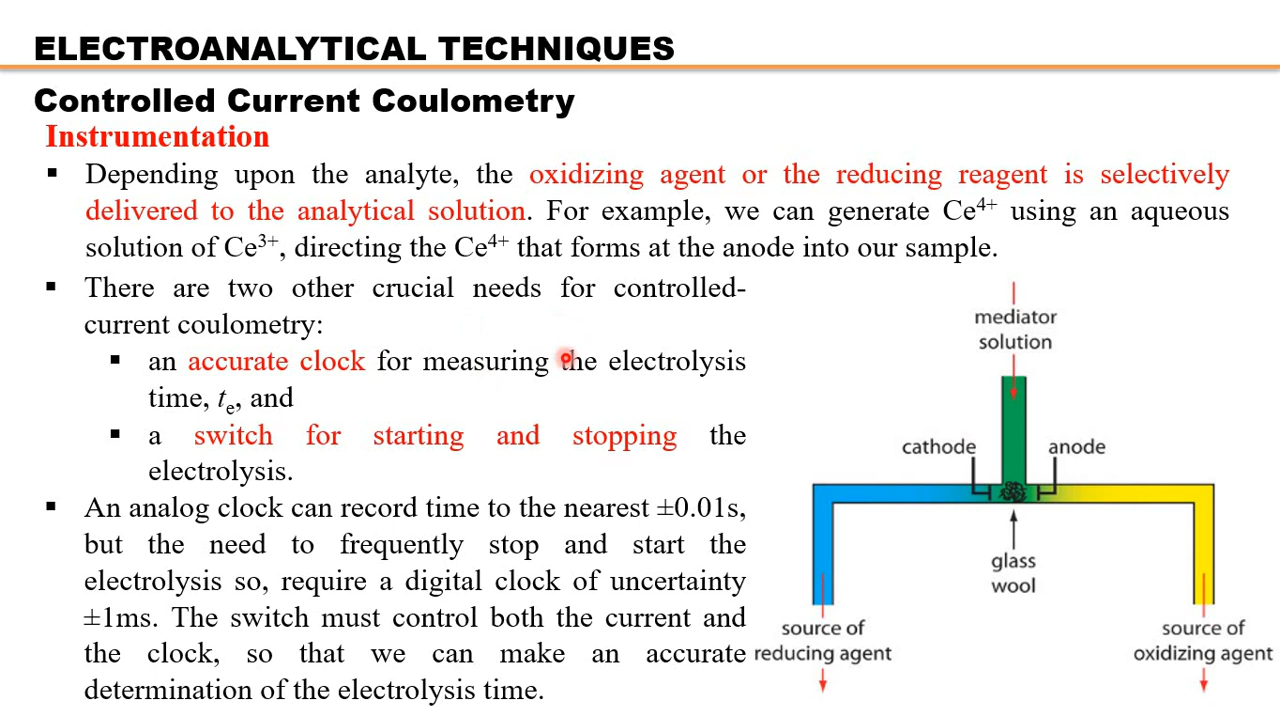 ELECTROANALYTICAL TECHNIQUES
Controlled Current Coulometry
Instrumentation
▪ Depending upon the analyte, the oxidizing agent or the reducing reagent is selectively
delivered to the analytical solution. For example, we can generate Ce⁴⁺ using an aqueous
solution of Ce³⁺, directing the Ce⁴⁺ that forms at the anode into our sample.
▪ There are two other crucial needs for controlled-
current coulometry:
▪ an accurate clock for measuring the electrolysis
time, tₑ, and
▪ a switch for starting and stopping the
electrolysis.
▪ An analog clock can record time to the nearest ±0.01s,
but the need to frequently stop and start the
electrolysis so, require a digital clock of uncertainty
±1ms. The switch must control both the current and
the clock, so that we can make an accurate
determination of the electrolysis time.
mediator
solution
cathode
anode
glass
wool
source of
reducing agent
source of
oxidizing agent